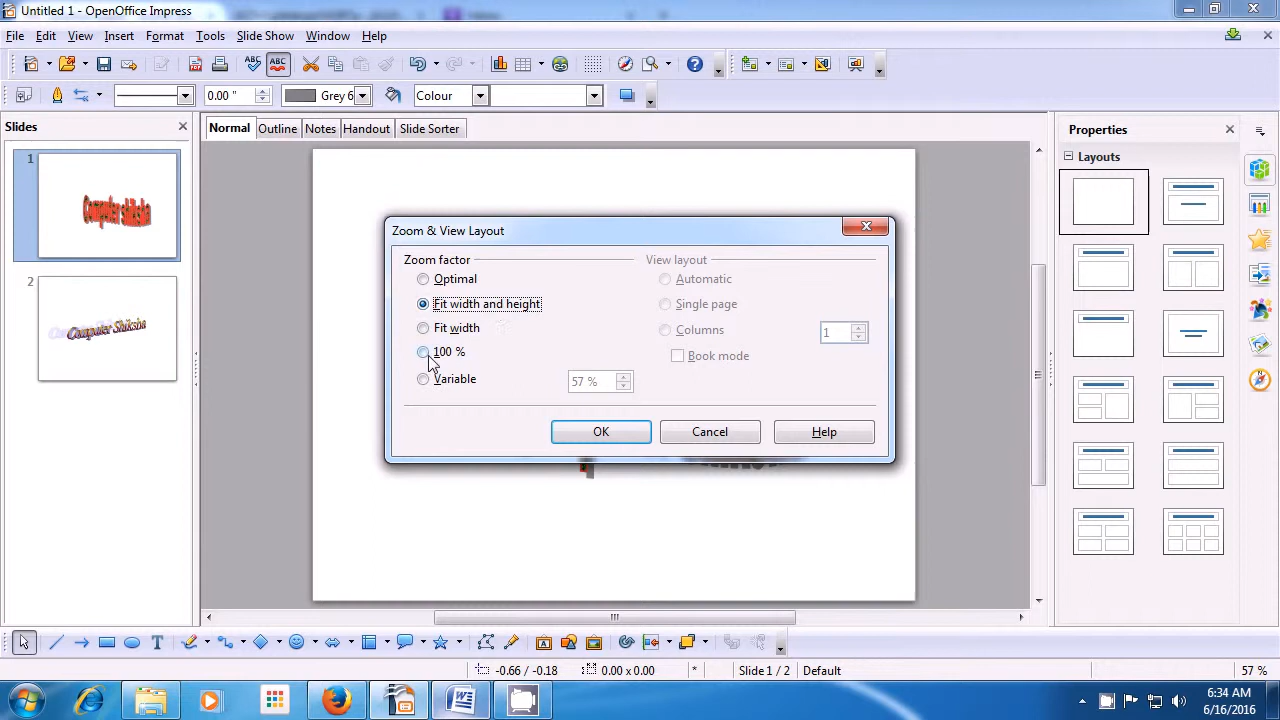 Untitled 1 - OpenOffice Impress
File Edit View Insert Format Tools Slide Show Window Help
ABC ABC
0.00 " Grey 6 Colour
Slides
Normal Outline Notes Handout Slide Sorter
Properties
Layouts
1
Computer shiksha
2
Computer Shiksha
Zoom & View Layout
Zoom factor View layout
Optimal Automatic
Fit width and height Single page
Fit width Columns 1
100 % Book mode
Variable 57 %
OK Cancel Help
T
-0.66 / -0.18 0.00 x 0.00 * Slide 1 / 2 Default 57 %
6:34 AM
6/16/2016